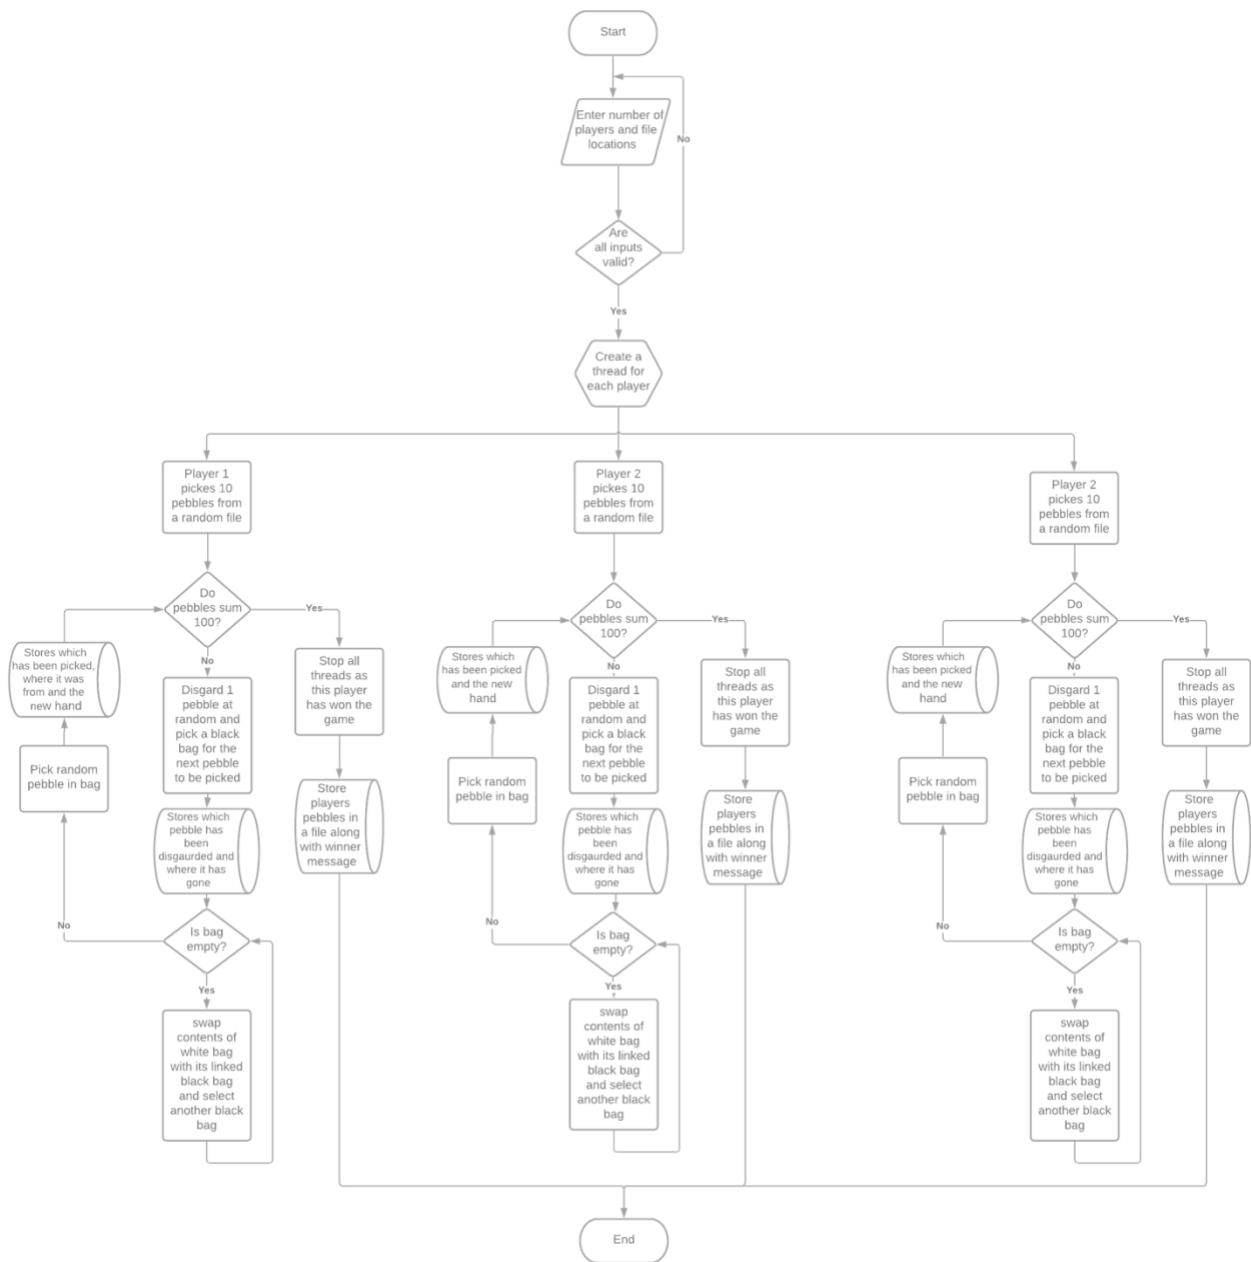 Start
Enter number of
players and file
locations
No
Are
all inputs
valid?
Yes
Create a
thread for
each player
Player 1
pickes 10
pebbles from
a random file
Do
pebbles sum
100?
Yes
No
Stores which
has been picked,
where it was
from and the
new hand
Stop all
threads as
this player
has won the
game
Disgard 1
pebble at
random and
pick a black
bag for the
next pebble
to be picked
Pick random
pebble in bag
Store
players
pebbles in
a file along
with winner
message
Stores which
pebble has
been
disgaurded and
where it has
gone
No
Is bag
empty?
Yes
swap
contents of
white bag
with its linked
black bag
and select
another black
bag
Player 2
pickes 10
pebbles from
a random file
Do
pebbles sum
100?
Yes
No
Stores which
has been picked
and the new
hand
Stop all
threads as
this player
has won the
game
Disgard 1
pebble at
random and
pick a black
bag for the
next pebble
to be picked
Pick random
pebble in bag
Store
players
pebbles in
a file along
with winner
message
Stores which
pebble has
been
disgaurded and
where it has
gone
No
Is bag
empty?
Yes
swap
contents of
white bag
with its linked
black bag
and select
another black
bag
Player 2
pickes 10
pebbles from
a random file
Do
pebbles sum
100?
Yes
No
Stores which
has been picked
and the new
hand
Stop all
threads as
this player
has won the
game
Disgard 1
pebble at
random and
pick a black
bag for the
next pebble
to be picked
Pick random
pebble in bag
Store
players
pebbles in
a file along
with winner
message
Stores which
pebble has
been
disgaurded and
where it has
gone
No
Is bag
empty?
Yes
swap
contents of
white bag
with its linked
black bag
and select
another black
bag
End